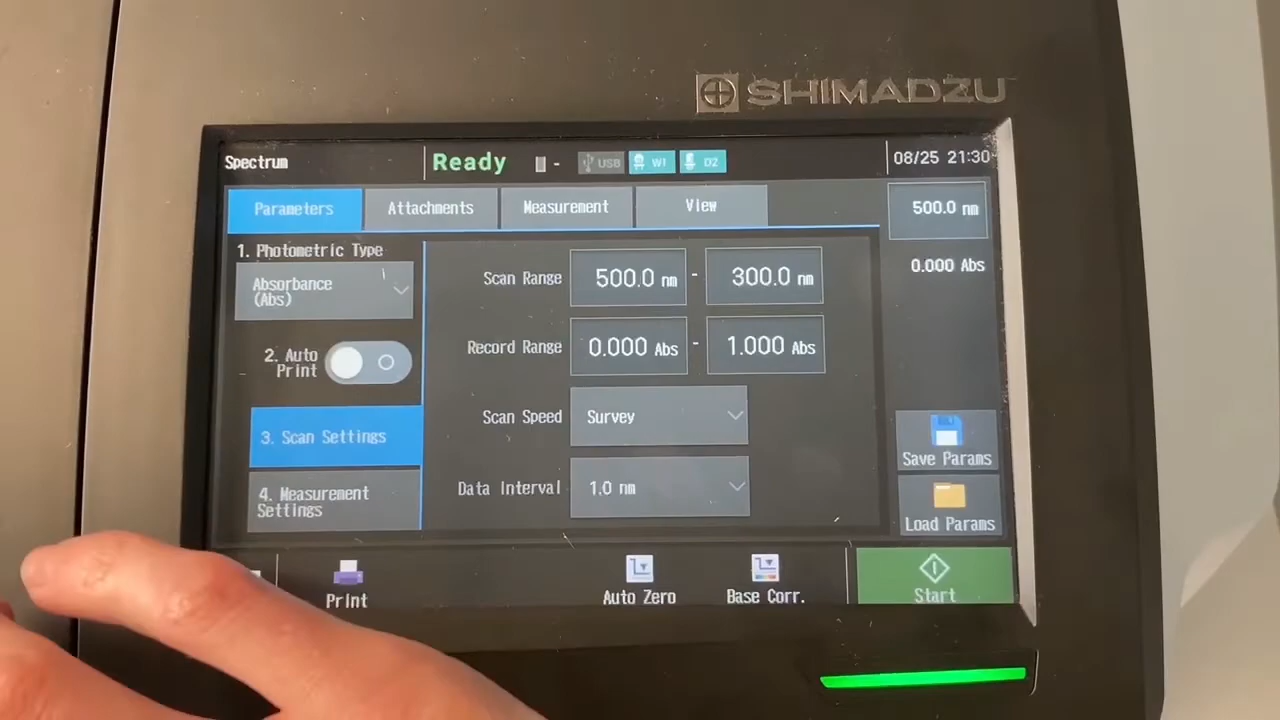 SHIMADZU
Spectrum
Ready
-
USB
W1
D2
08/25 21:30
Parameters
Attachments
Measurement
View
500.0 nm
0.000 Abs
1. Photometric Type
Absorbance
(Abs)
2. Auto
Print
3. Scan Settings
4. Measurement
Settings
Scan Range 500.0 nm - 300.0 nm
Record Range 0.000 Abs - 1.000 Abs
Scan Speed Survey
Data Interval 1.0 nm
Save Params
Load Params
Print
Auto Zero
Base Corr.
Start